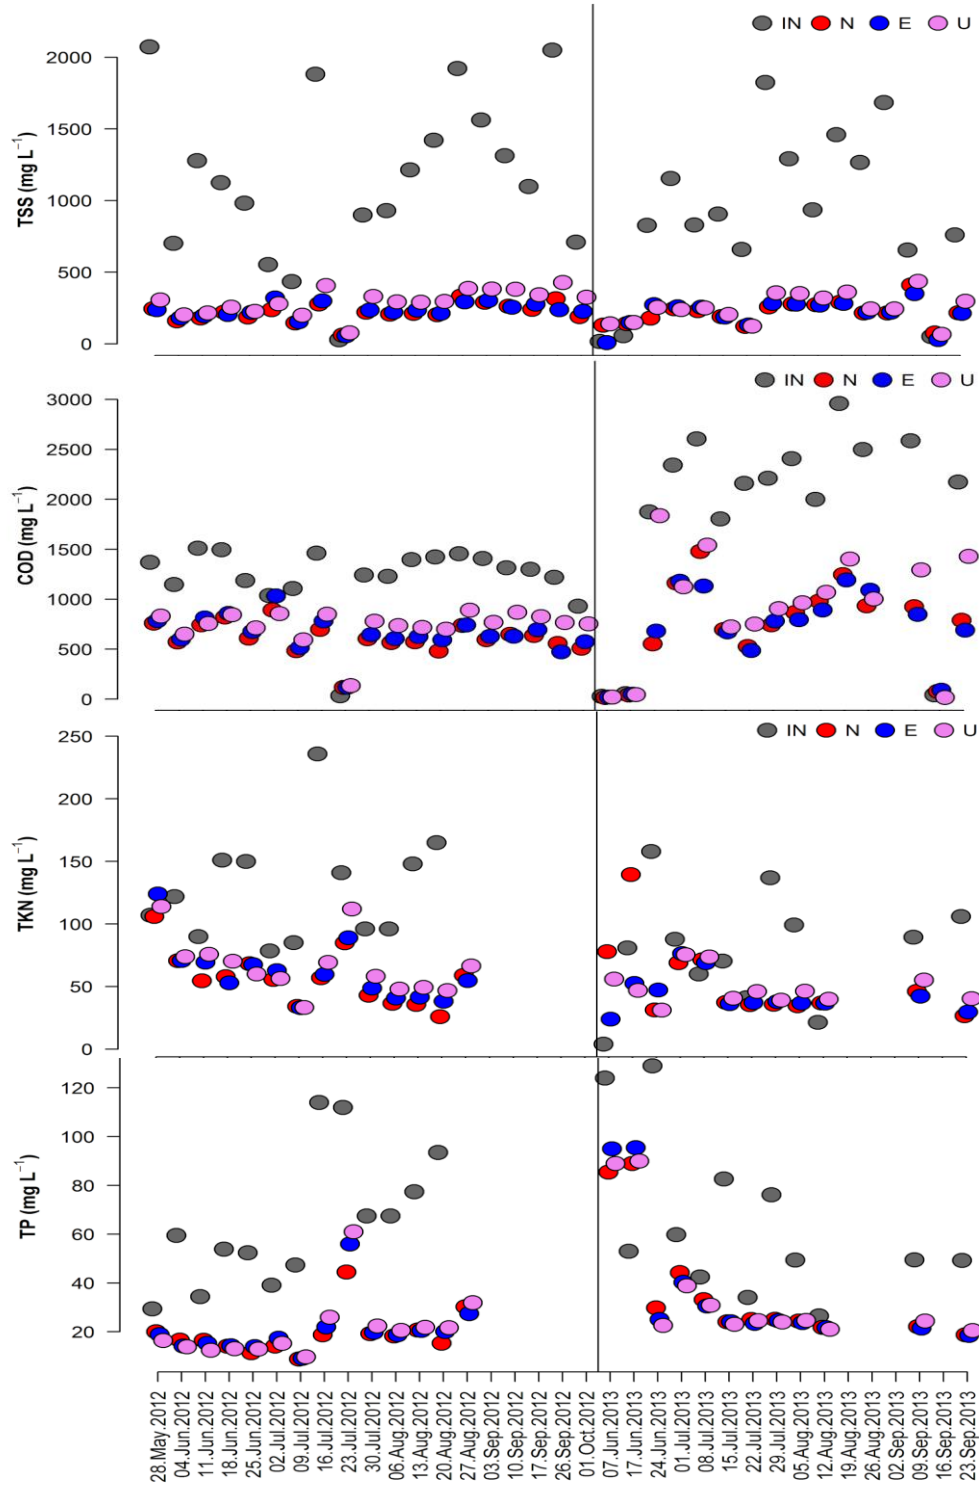 IN N E U
TSS (mg L⁻¹)
2000
1500
1000
500
0
IN N E U
COD (mg L⁻¹)
3000
2500
2000
1500
1000
500
0
IN N E U
TKN (mg L⁻¹)
250
200
150
100
50
0
TP (mg L⁻¹)
120
100
80
60
40
20
28.May.2012
04.Jun.2012
11.Jun.2012
18.Jun.2012
25.Jun.2012
02.Jul.2012
09.Jul.2012
16.Jul.2012
23.Jul.2012
30.Jul.2012
06.Aug.2012
13.Aug.2012
20.Aug.2012
27.Aug.2012
03.Sep.2012
10.Sep.2012
17.Sep.2012
26.Sep.2012
01.Oct.2012
07.Jun.2013
17.Jun.2013
24.Jun.2013
01.Jul.2013
08.Jul.2013
15.Jul.2013
22.Jul.2013
29.Jul.2013
05.Aug.2013
12.Aug.2013
19.Aug.2013
26.Aug.2013
02.Sep.2013
09.Sep.2013
16.Sep.2013
23.Sep.2013